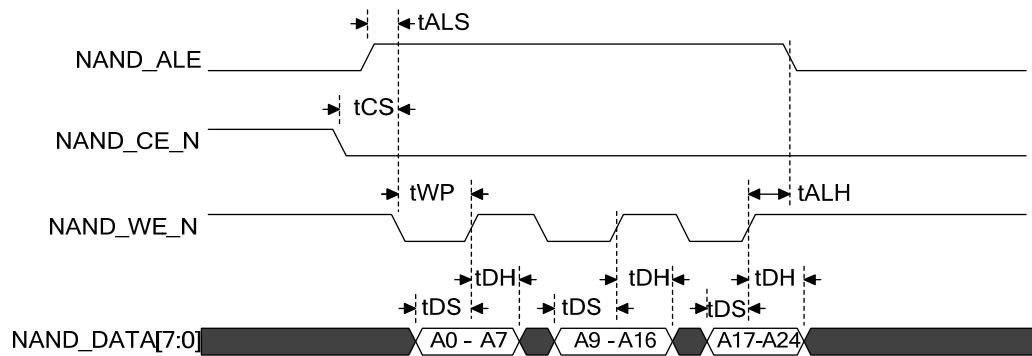 tALS
NAND_ALE
tCS
NAND_CE_N
tWP
tALH
NAND_WE_N
tDH tDH tDH
tDS tDS tDS
NAND_DATA[7:0] A0 - A7 A9 - A16 A17-A24